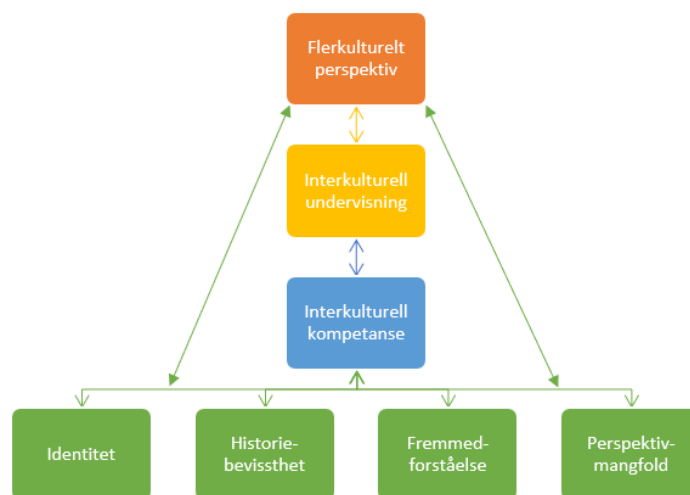 Flerkulturelt
perspektiv
Interkulturell
undervisning
Interkulturell
kompetanse
Identitet
Historie-
bevissthet
Fremmed-
forståelse
Perspektiv-
mangfold